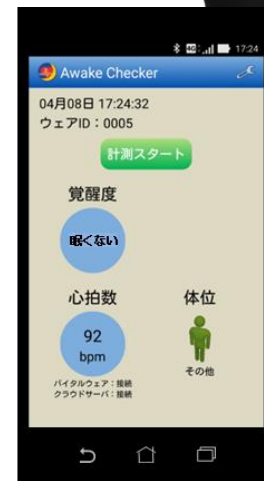 4G 17:24
Awake Checker
04月08日 17:24:32
ウェアID：0005
計測スタート
覚醒度
眠くない
心拍数 体位
92
bpm
その他
バイタルウェア：接続
クラウドサーバ：接続